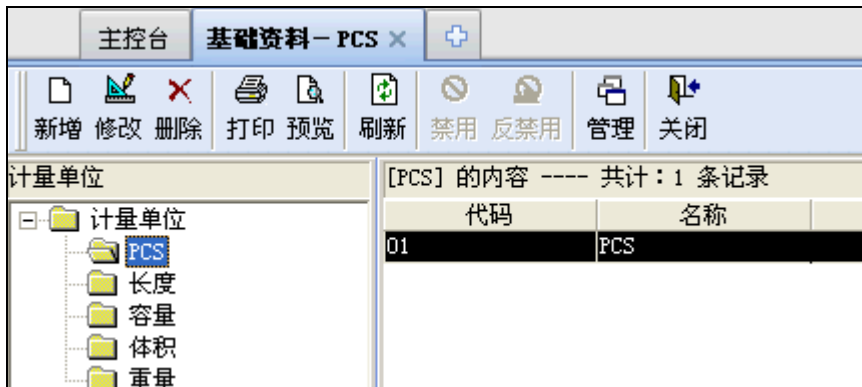 主控台 基础资料－PCS
新增 修改 删除 打印 预览 刷新 禁用 反禁用 管理 关闭
计量单位 [PCS] 的内容 ---- 共计：1 条记录
代码 名称
计量单位
01 PCS
PCS
长度
容量
体积
重量